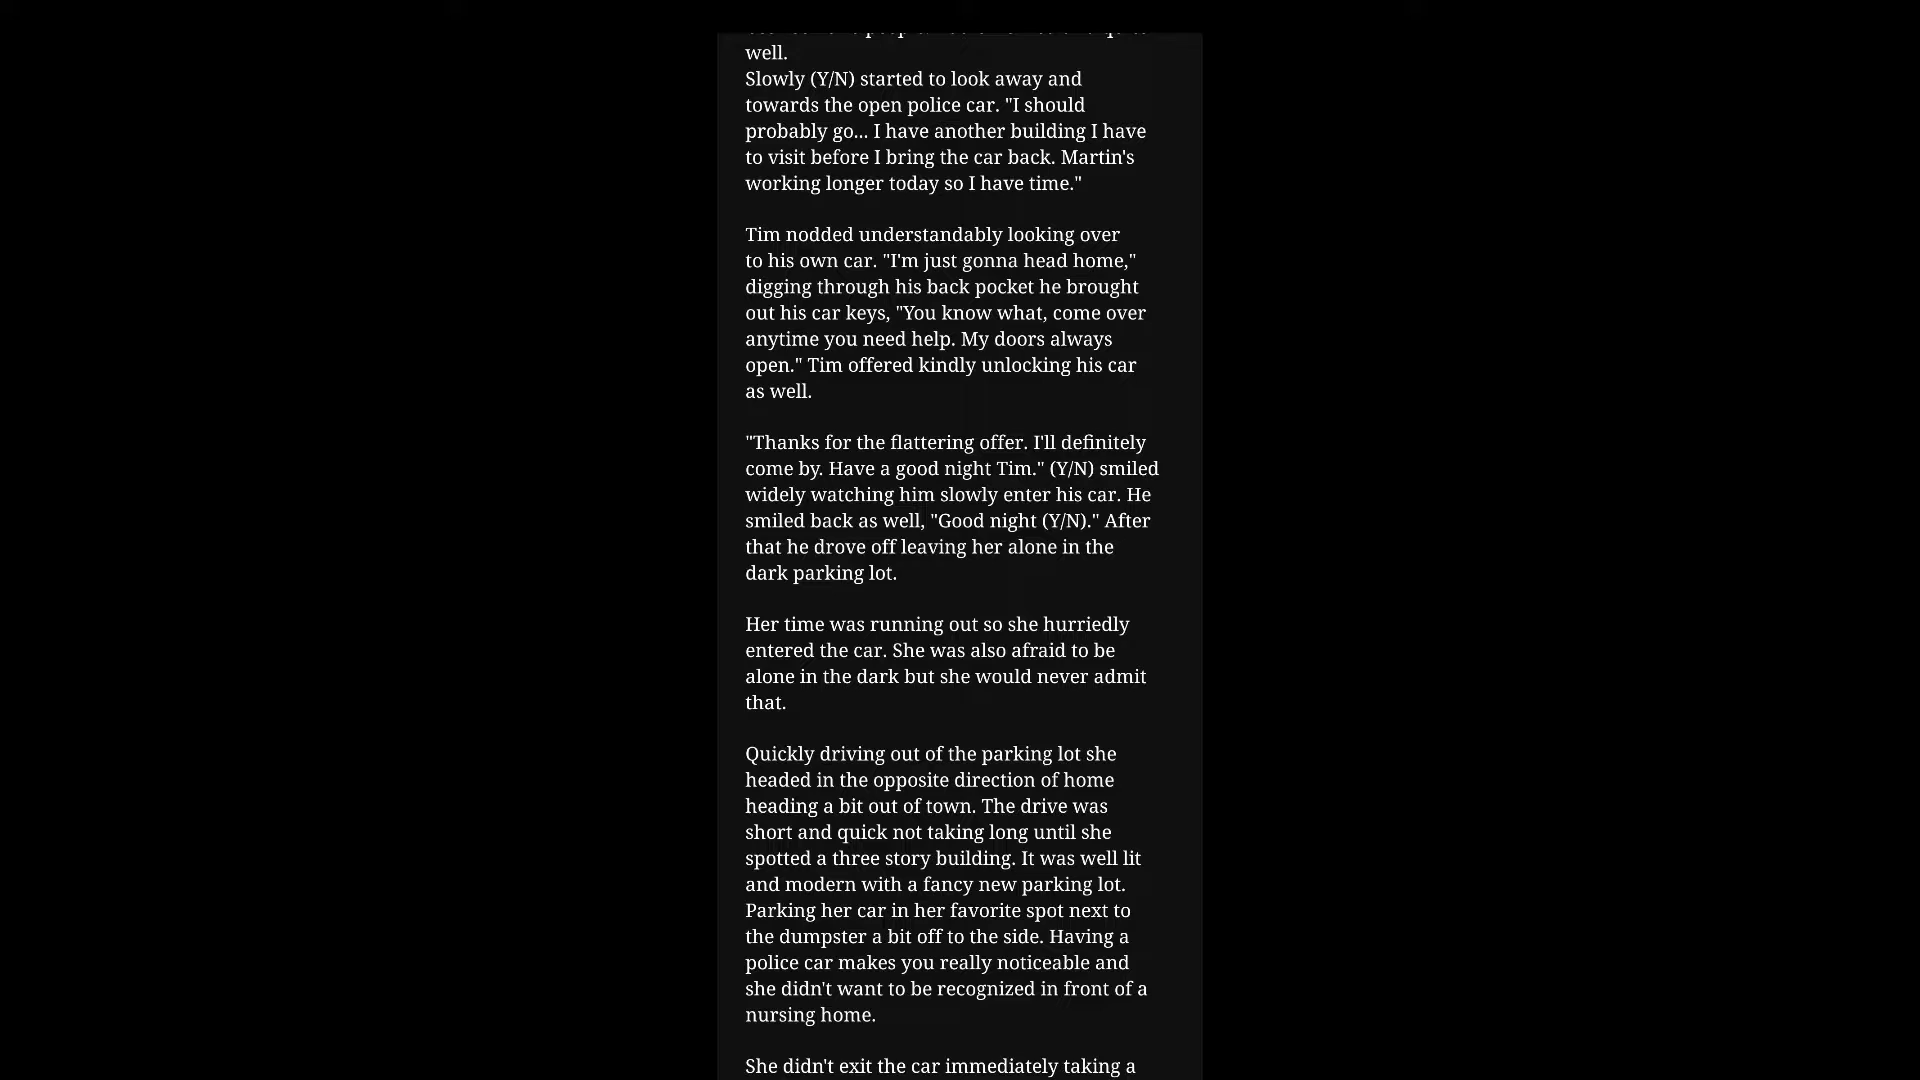 well.
Slowly (Y/N) started to look away and
towards the open police car. "I should
probably go... I have another building I have
to visit before I bring the car back. Martin's
working longer today so I have time."
Tim nodded understandably looking over
to his own car. "I'm just gonna head home,"
digging through his back pocket he brought
out his car keys, "You know what, come over
anytime you need help. My doors always
open." Tim offered kindly unlocking his car
as well.
"Thanks for the flattering offer. I'll definitely
come by. Have a good night Tim." (Y/N) smiled
widely watching him slowly enter his car. He
smiled back as well, "Good night (Y/N)." After
that he drove off leaving her alone in the
dark parking lot.
Her time was running out so she hurriedly
entered the car. She was also afraid to be
alone in the dark but she would never admit
that.
Quickly driving out of the parking lot she
headed in the opposite direction of home
heading a bit out of town. The drive was
short and quick not taking long until she
spotted a three story building. It was well lit
and modern with a fancy new parking lot.
Parking her car in her favorite spot next to
the dumpster a bit off to the side. Having a
police car makes you really noticeable and
she didn't want to be recognized in front of a
nursing home.
She didn't exit the car immediately taking a